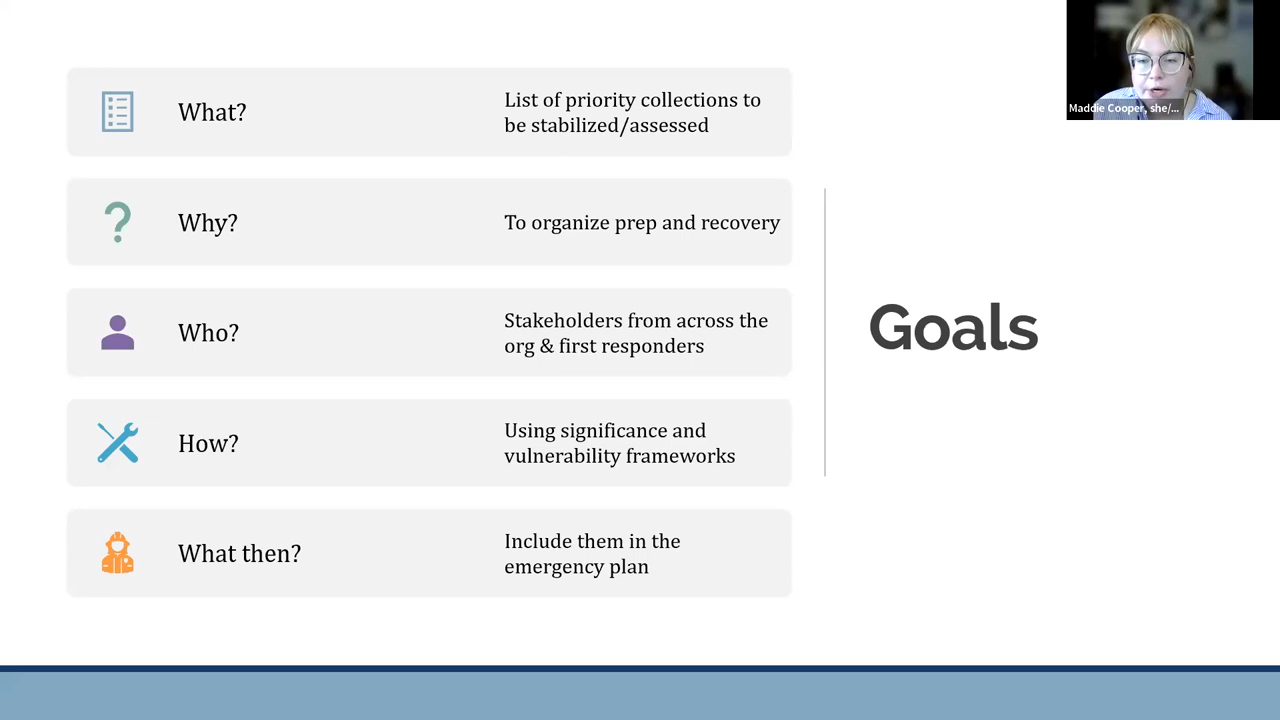 What?
List of priority collections to
be stabilized/assessed
Why?
To organize prep and recovery
Who?
Stakeholders from across the
org & first responders
How?
Using significance and
vulnerability frameworks
What then?
Include them in the
emergency plan
Goals
Maddie Cooper, she/...